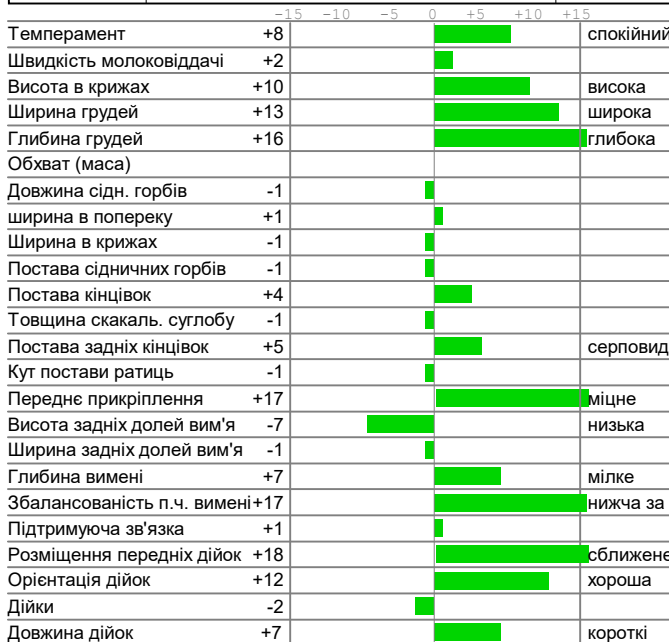 -15 -10 -5 0 +5 +10 +15
Темперамент +8 спокійний
Швидкість молоковіддачі +2
Висота в крижах +10 висока
Ширина грудей +13 широка
Глибина грудей +16 глибока
Обхват (маса)
Довжина сідн. горбів -1
ширина в попереку +1
Ширина в крижах -1
Постава сідничних горбів -1
Постава кінцівок +4
Товщина скакаль. суглобу -1
Постава задніх кінцівок +5 серповид
Кут постави ратиць -1
Переднє прикріплення +17 міцне
Висота задніх долей вим'я -7 низька
Ширина задніх долей вим'я -1
Глибина вимені +7 мілке
Збалансованість п.ч. вимені+17 нижча за
Підтримуюча зв'язка +1
Розміщення передніх дійок +18 сближене
Орієнтація дійок +12 хороша
Дійки -2
Довжина дійок +7 короткі